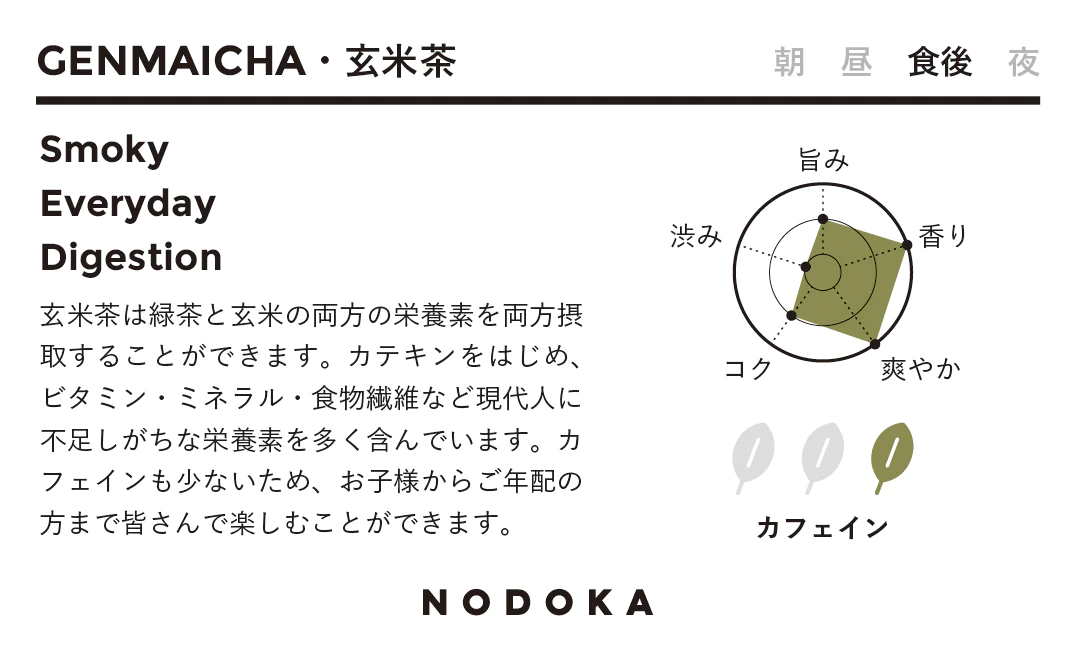 GENMAICHA・玄米茶
朝 昼 食後 夜
Smoky
Everyday
Digestion
玄米茶は緑茶と玄米の両方の栄養素を両方摂
取することができます。カテキンをはじめ、
ビタミン・ミネラル・食物繊維など現代人に
不足しがちな栄養素を多く含んでいます。カ
フェインも少ないため、お子様からご年配の
方まで皆さんで楽しむことができます。
旨み
渋み
香り
コク
爽やか
カフェイン
NODOKA